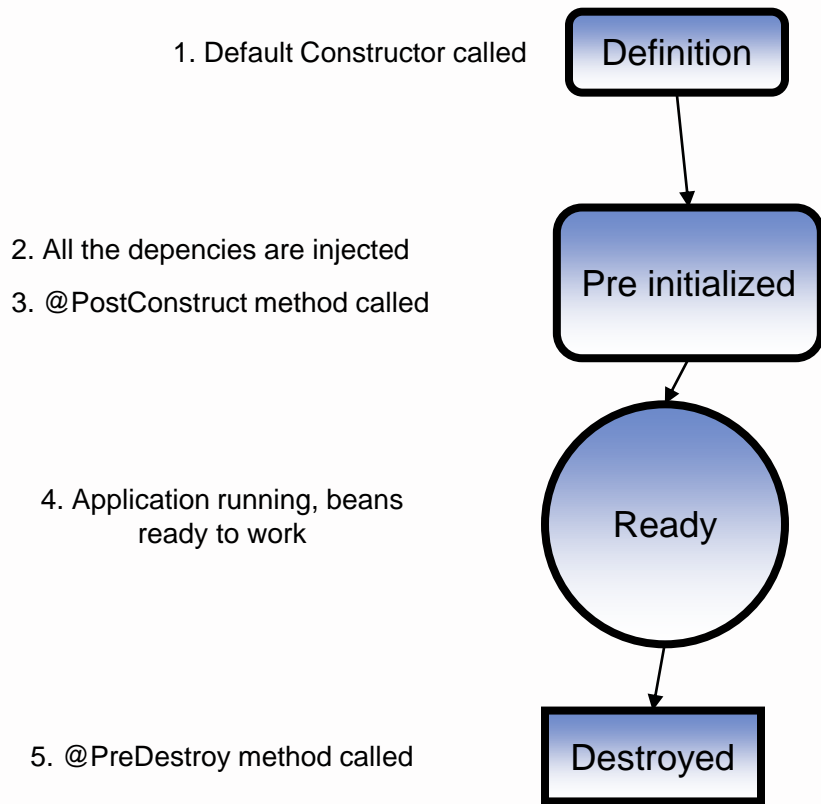 1. Default Constructor called
Definition
2. All the depencies are injected
3. @PostConstruct method called
Pre initialized
4. Application running, beans
ready to work
Ready
5. @PreDestroy method called
Destroyed